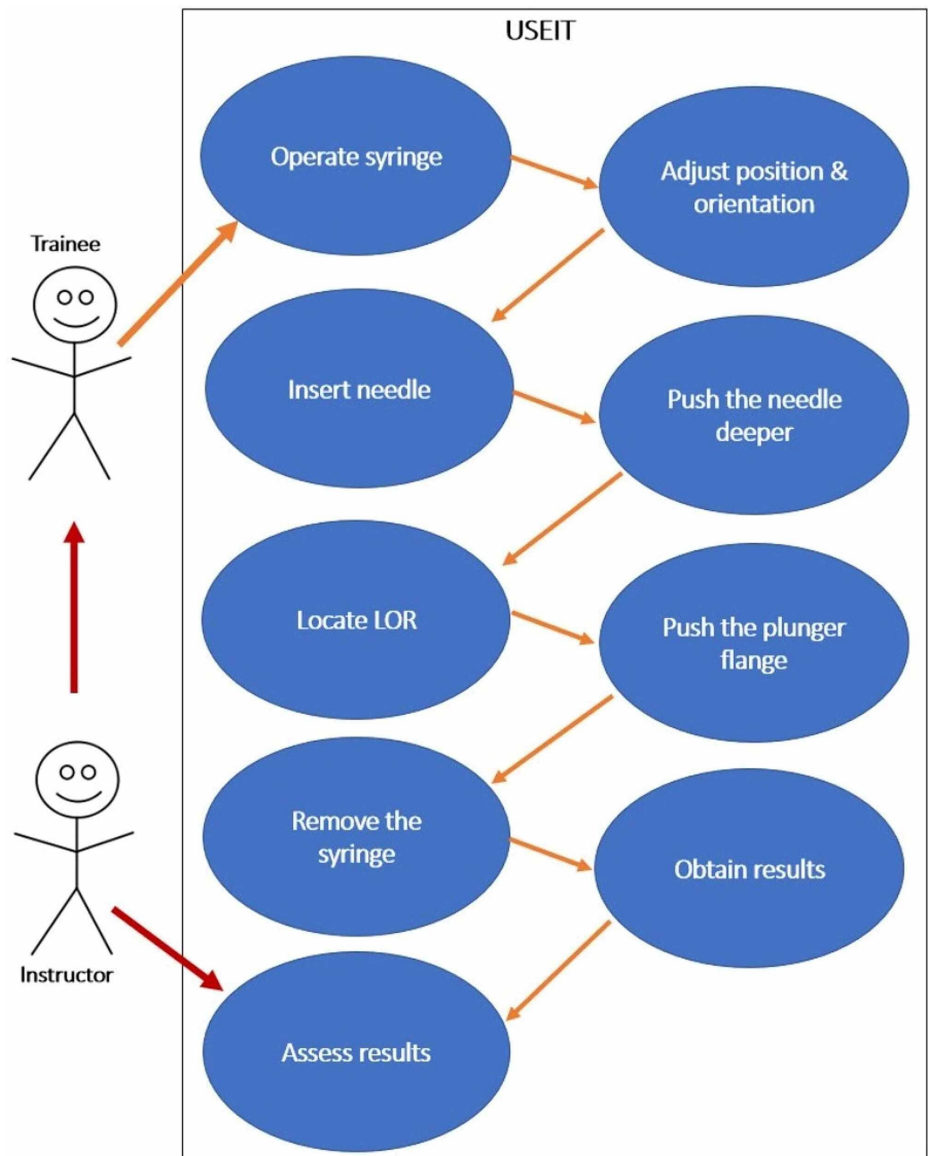 USEIT
Operate syringe
Adjust position &
orientation
Trainee
Insert needle
Push the needle
deeper
Locate LOR
Push the plunger
flange
Remove the
syringe
Obtain results
Instructor
Assess results